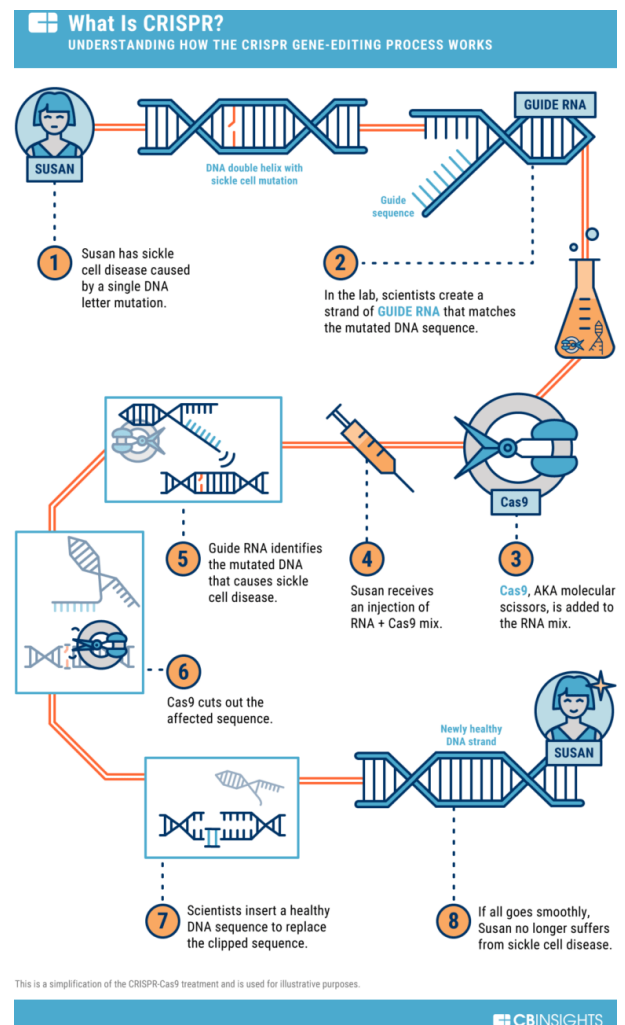 What Is CRISPR?
UNDERSTANDING HOW THE CRISPR GENE-EDITING PROCESS WORKS
SUSAN
DNA double helix with
sickle cell mutation
GUIDE RNA
Guide
sequence
1
Susan has sickle
cell disease caused
by a single DNA
letter mutation.
2
In the lab, scientists create a
strand of GUIDE RNA that matches
the mutated DNA sequence.
Cas9
3
Cas9, AKA molecular
scissors, is added to
the RNA mix.
4
Susan receives
an injection of
RNA + Cas9 mix.
5
Guide RNA identifies
the mutated DNA
that causes sickle
cell disease.
6
Cas9 cuts out the
affected sequence.
7
Scientists insert a healthy
DNA sequence to replace
the clipped sequence.
Newly healthy
DNA strand
SUSAN
8
If all goes smoothly,
Susan no longer suffers
from sickle cell disease.
This is a simplification of the CRISPR-Cas9 treatment and is used for illustrative purposes.
CBINSIGHTS